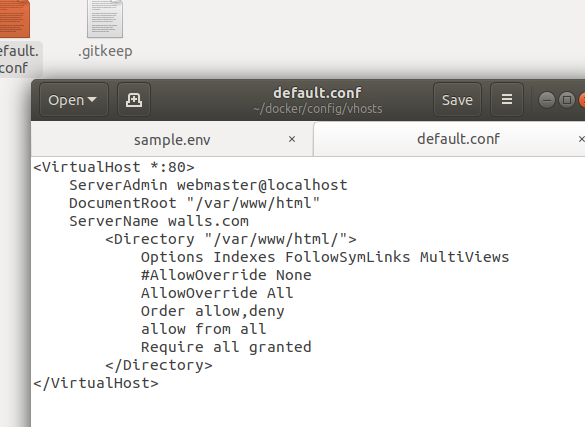 efault.
conf
.gitkeep
Open
default.conf
~/docker/config/vhosts
Save
sample.env ×
default.conf ×
<VirtualHost *:80>
    ServerAdmin webmaster@localhost
    DocumentRoot "/var/www/html"
    ServerName walls.com
        <Directory "/var/www/html/">
            Options Indexes FollowSymLinks MultiViews
            #AllowOverride None
            AllowOverride All
            Order allow,deny
            allow from all
            Require all granted
        </Directory>
</VirtualHost>